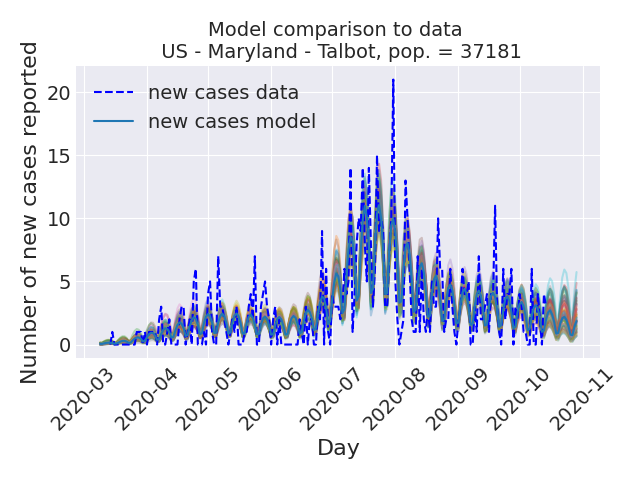 Model comparison to data
US - Maryland - Talbot, pop. = 37181
new cases data
new cases model
Number of new cases reported
20
15
10
5
0
2020-03
2020-04
2020-05
2020-06
2020-07
2020-08
2020-09
2020-10
2020-11
Day